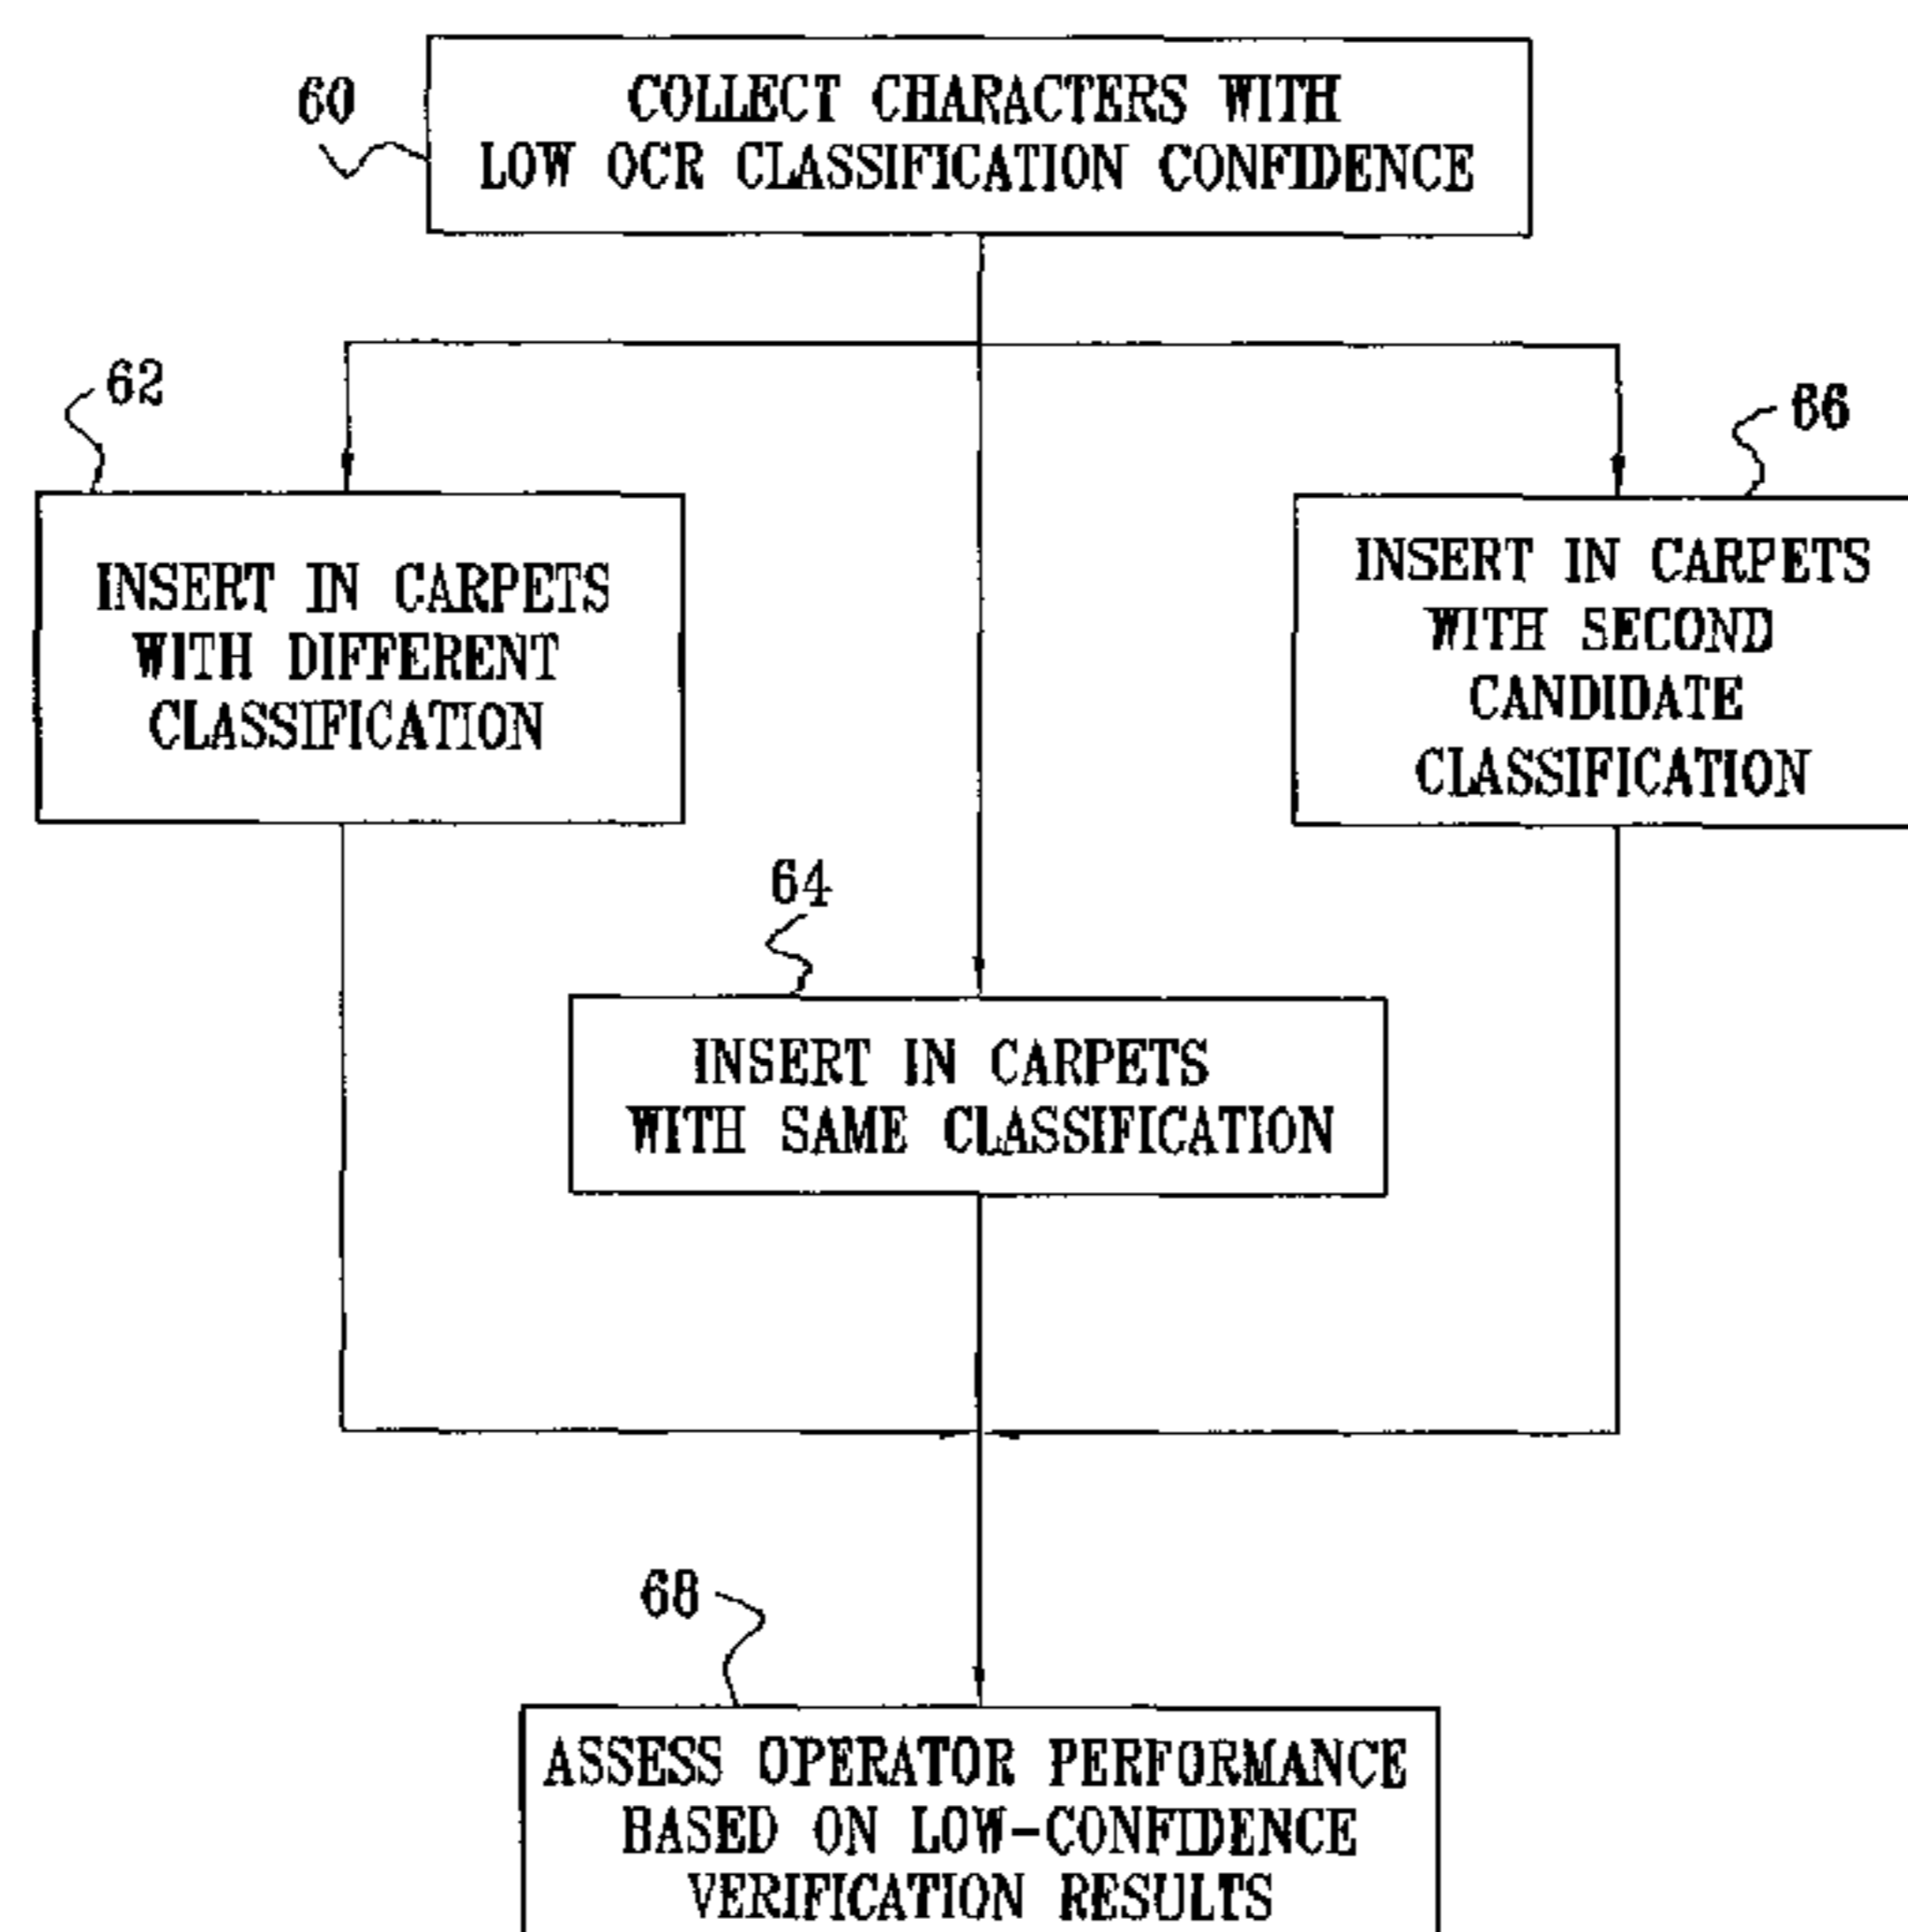 60
COLLECT CHARACTERS WITH
LOW OCR CLASSIFICATION CONFIDENCE
62
INSERT IN CARPETS
WITH DIFFERENT
CLASSIFICATION
66
INSERT IN CARPETS
WITH SECOND
CANDIDATE
CLASSIFICATION
64
INSERT IN CARPETS
WITH SAME CLASSIFICATION
68
ASSESS OPERATOR PERFORMANCE
BASED ON LOW-CONFIDENCE
VERIFICATION RESULTS